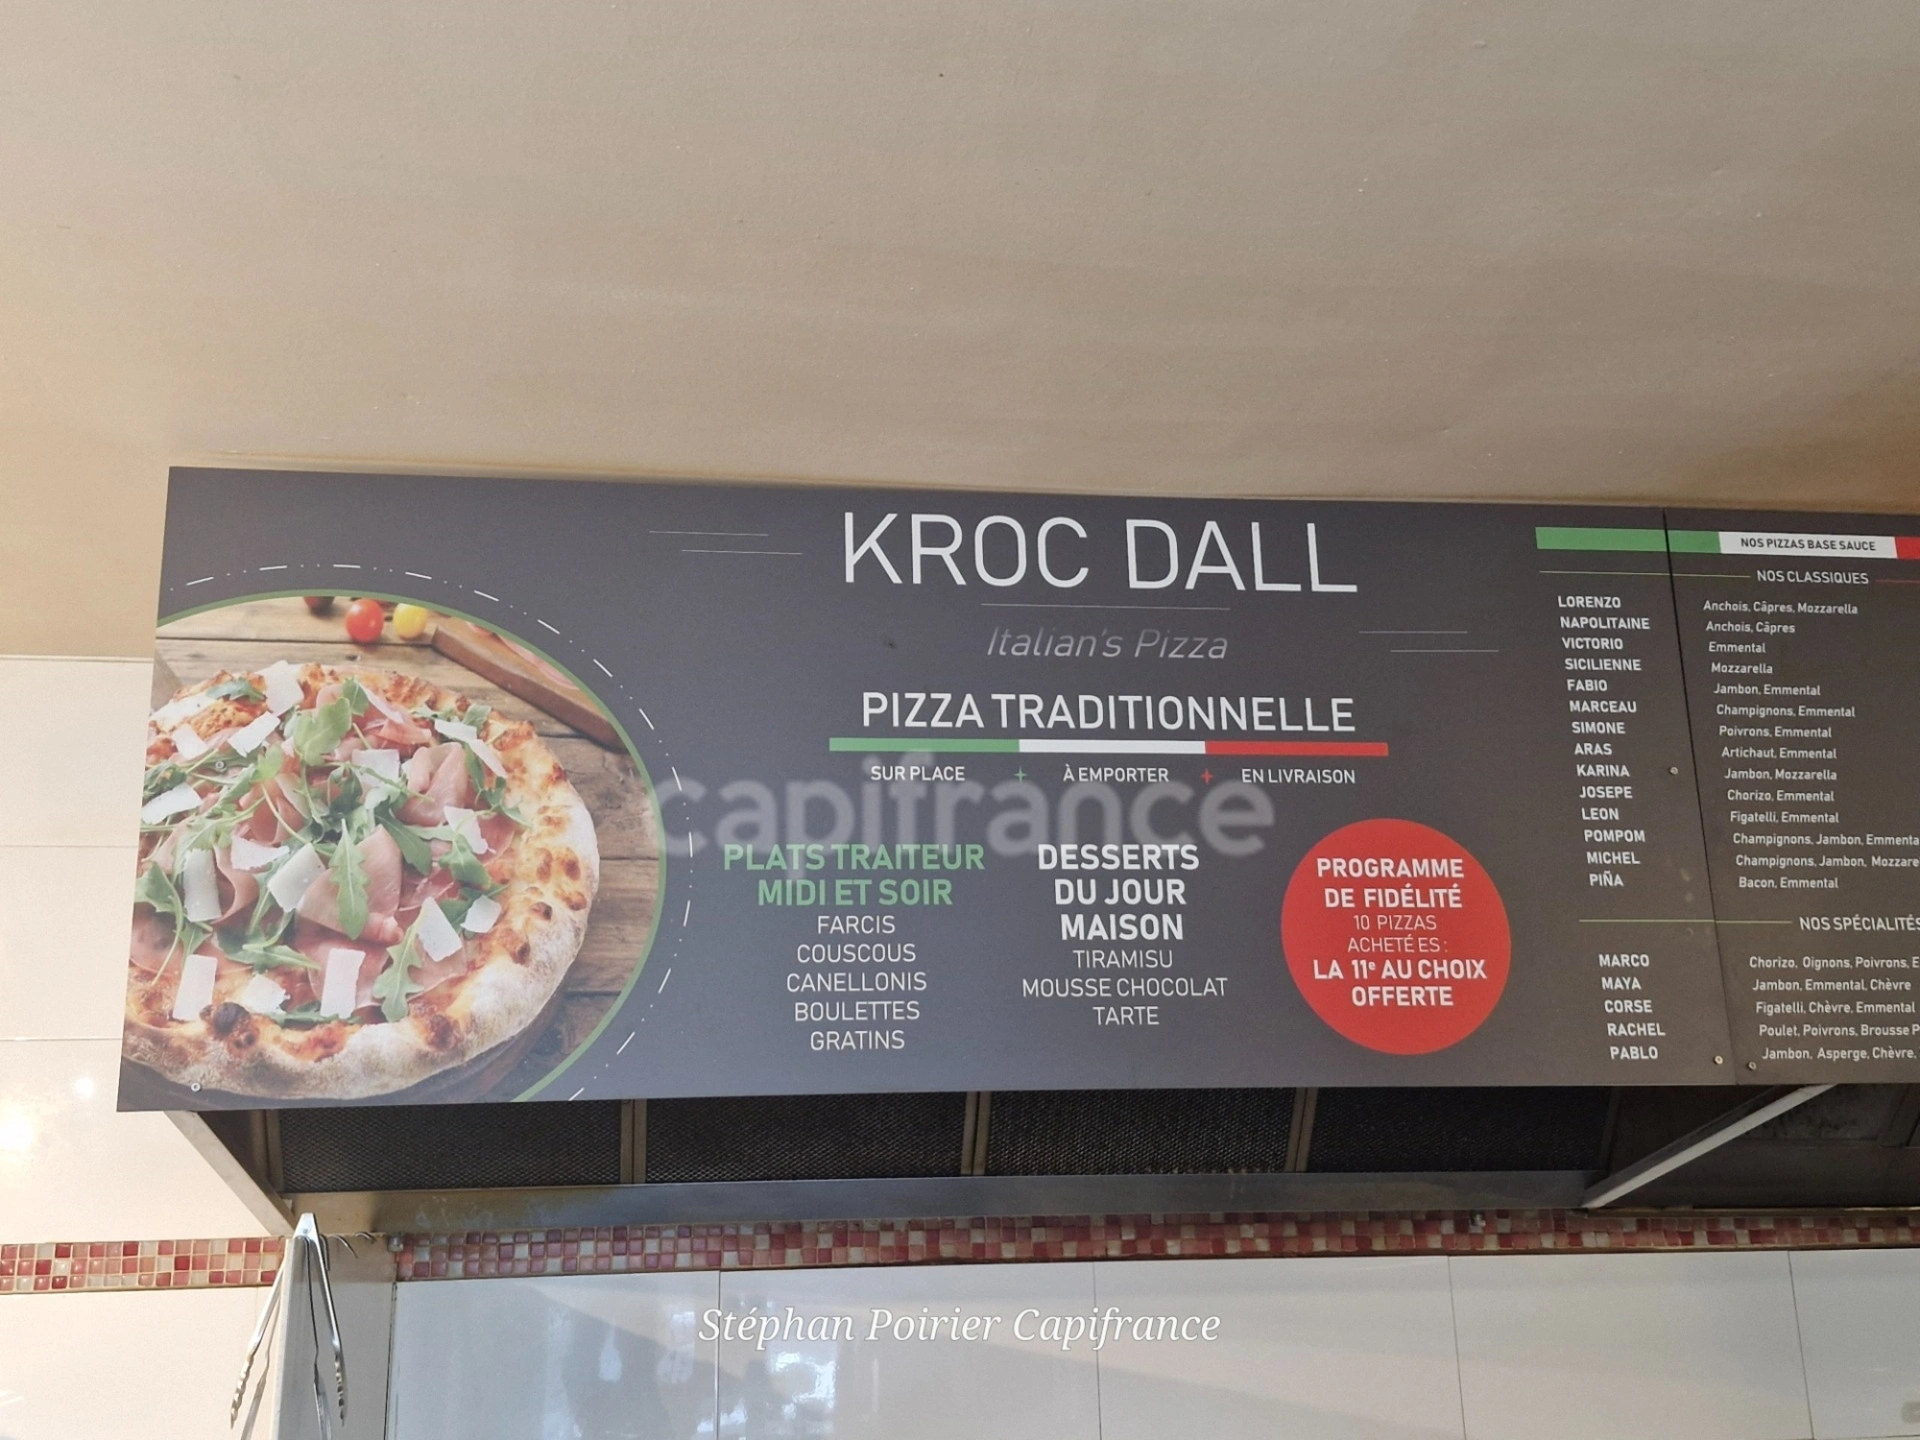 KROC DALL
Italian's Pizza
PIZZA TRADITIONNELLE
SUR PLACE + À EMPORTER + EN LIVRAISON
capifrance
PLATS TRAITEUR
MIDI ET SOIR
FARCIS
COUSCOUS
CANELLONIS
BOULETTES
GRATINS
DESSERTS
DU JOUR
MAISON
TIRAMISU
MOUSSE CHOCOLAT
TARTE
PROGRAMME
DE FIDÉLITÉ
10 PIZZAS
ACHETÉ ES :
LA 11e AU CHOIX
OFFERTE
NOS PIZZAS BASE SAUCE
NOS CLASSIQUES
LORENZO Anchois, Câpres, Mozzarella
NAPOLITAINE Anchois, Câpres
VICTORIO Emmental
SICILIENNE Mozzarella
FABIO Jambon, Emmental
MARCEAU Champignons, Emmental
SIMONE Poivrons, Emmental
ARAS Artichaut, Emmental
KARINA Jambon, Mozzarella
JOSEPE Chorizo, Emmental
LEON Figatelli, Emmental
POMPOM Champignons, Jambon, Emmenta
MICHEL Champignons, Jambon, Mozzare
PIÑA Bacon, Emmental
NOS SPÉCIALITÉS
MARCO Chorizo, Oignons, Poivrons, E
MAYA Jambon, Emmental, Chèvre
CORSE Figatelli, Chèvre, Emmental
RACHEL Poulet, Poivrons, Brousse P
PABLO Jambon, Asperge, Chèvre,
Stéphan Poirier Capifrance